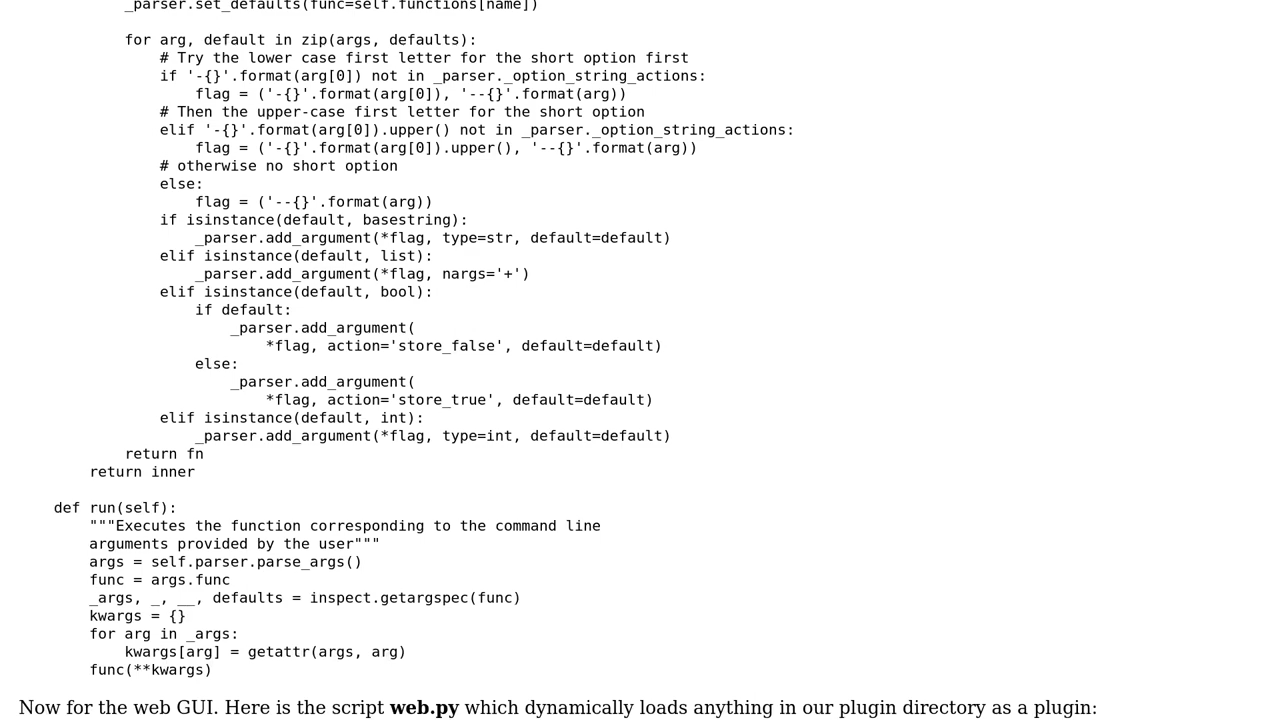 _parser.set_defaults(func=self.functions[name])

            for arg, default in zip(args, defaults):
                # Try the lower case first letter for the short option first
                if '-{}'.format(arg[0]) not in _parser._option_string_actions:
                    flag = ('-{}'.format(arg[0]), '--{}'.format(arg))
                # Then the upper-case first letter for the short option
                elif '-{}'.format(arg[0]).upper() not in _parser._option_string_actions:
                    flag = ('-{}'.format(arg[0]).upper(), '--{}'.format(arg))
                # otherwise no short option
                else:
                    flag = ('--{}'.format(arg))
                if isinstance(default, basestring):
                    _parser.add_argument(*flag, type=str, default=default)
                elif isinstance(default, list):
                    _parser.add_argument(*flag, nargs='+')
                elif isinstance(default, bool):
                    if default:
                        _parser.add_argument(
                            *flag, action='store_false', default=default)
                    else:
                        _parser.add_argument(
                            *flag, action='store_true', default=default)
                elif isinstance(default, int):
                    _parser.add_argument(*flag, type=int, default=default)
            return fn
        return inner

    def run(self):
        """Executes the function corresponding to the command line
        arguments provided by the user"""
        args = self.parser.parse_args()
        func = args.func
        _args, _, __, defaults = inspect.getargspec(func)
        kwargs = {}
        for arg in _args:
            kwargs[arg] = getattr(args, arg)
        func(**kwargs)

Now for the web GUI. Here is the script web.py which dynamically loads anything in our plugin directory as a plugin: